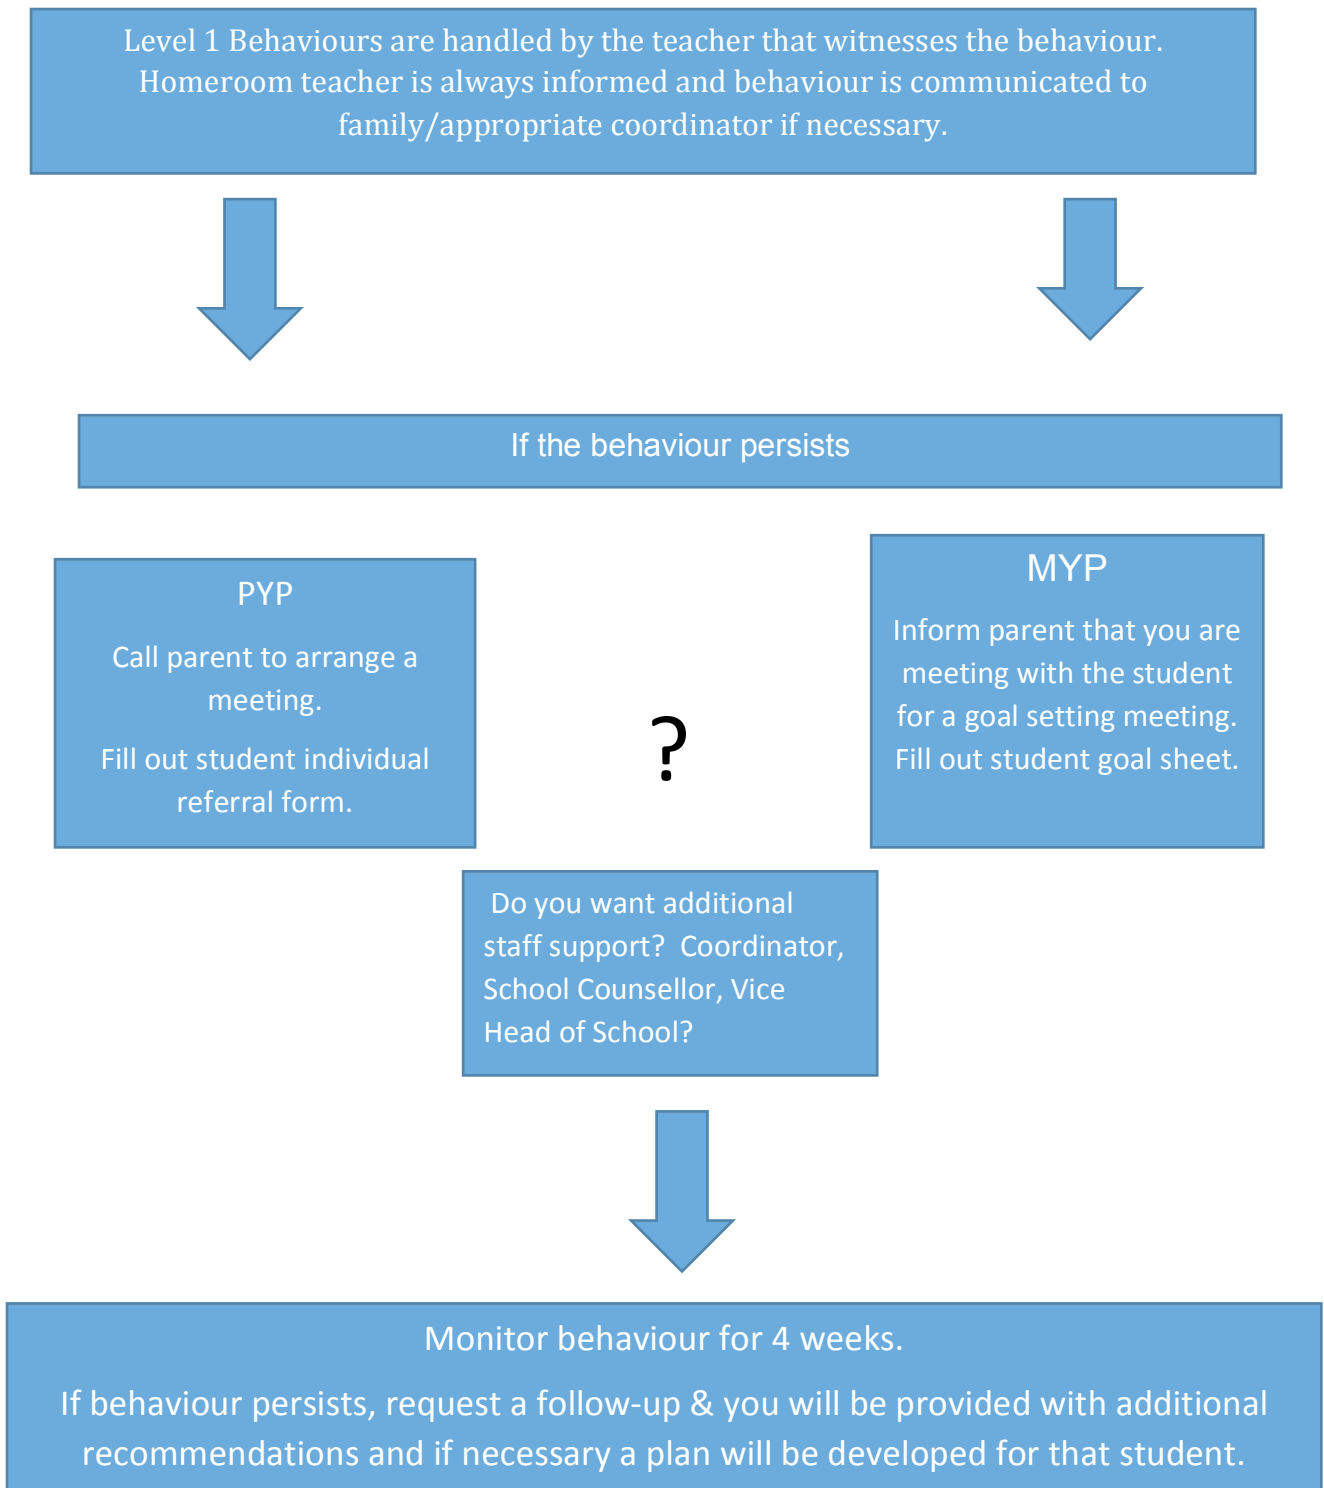 Level 1 Behaviours are handled by the teacher that witnesses the behaviour.
Homeroom teacher is always informed and behaviour is communicated to
family/appropriate coordinator if necessary.
If the behaviour persists
PYP
Call parent to arrange a
meeting.
Fill out student individual
referral form.
?
MYP
Inform parent that you are
meeting with the student
for a goal setting meeting.
Fill out student goal sheet.
Do you want additional
staff support? Coordinator,
School Counsellor, Vice
Head of School?
Monitor behaviour for 4 weeks.
If behaviour persists, request a follow-up & you will be provided with additional
recommendations and if necessary a plan will be developed for that student.